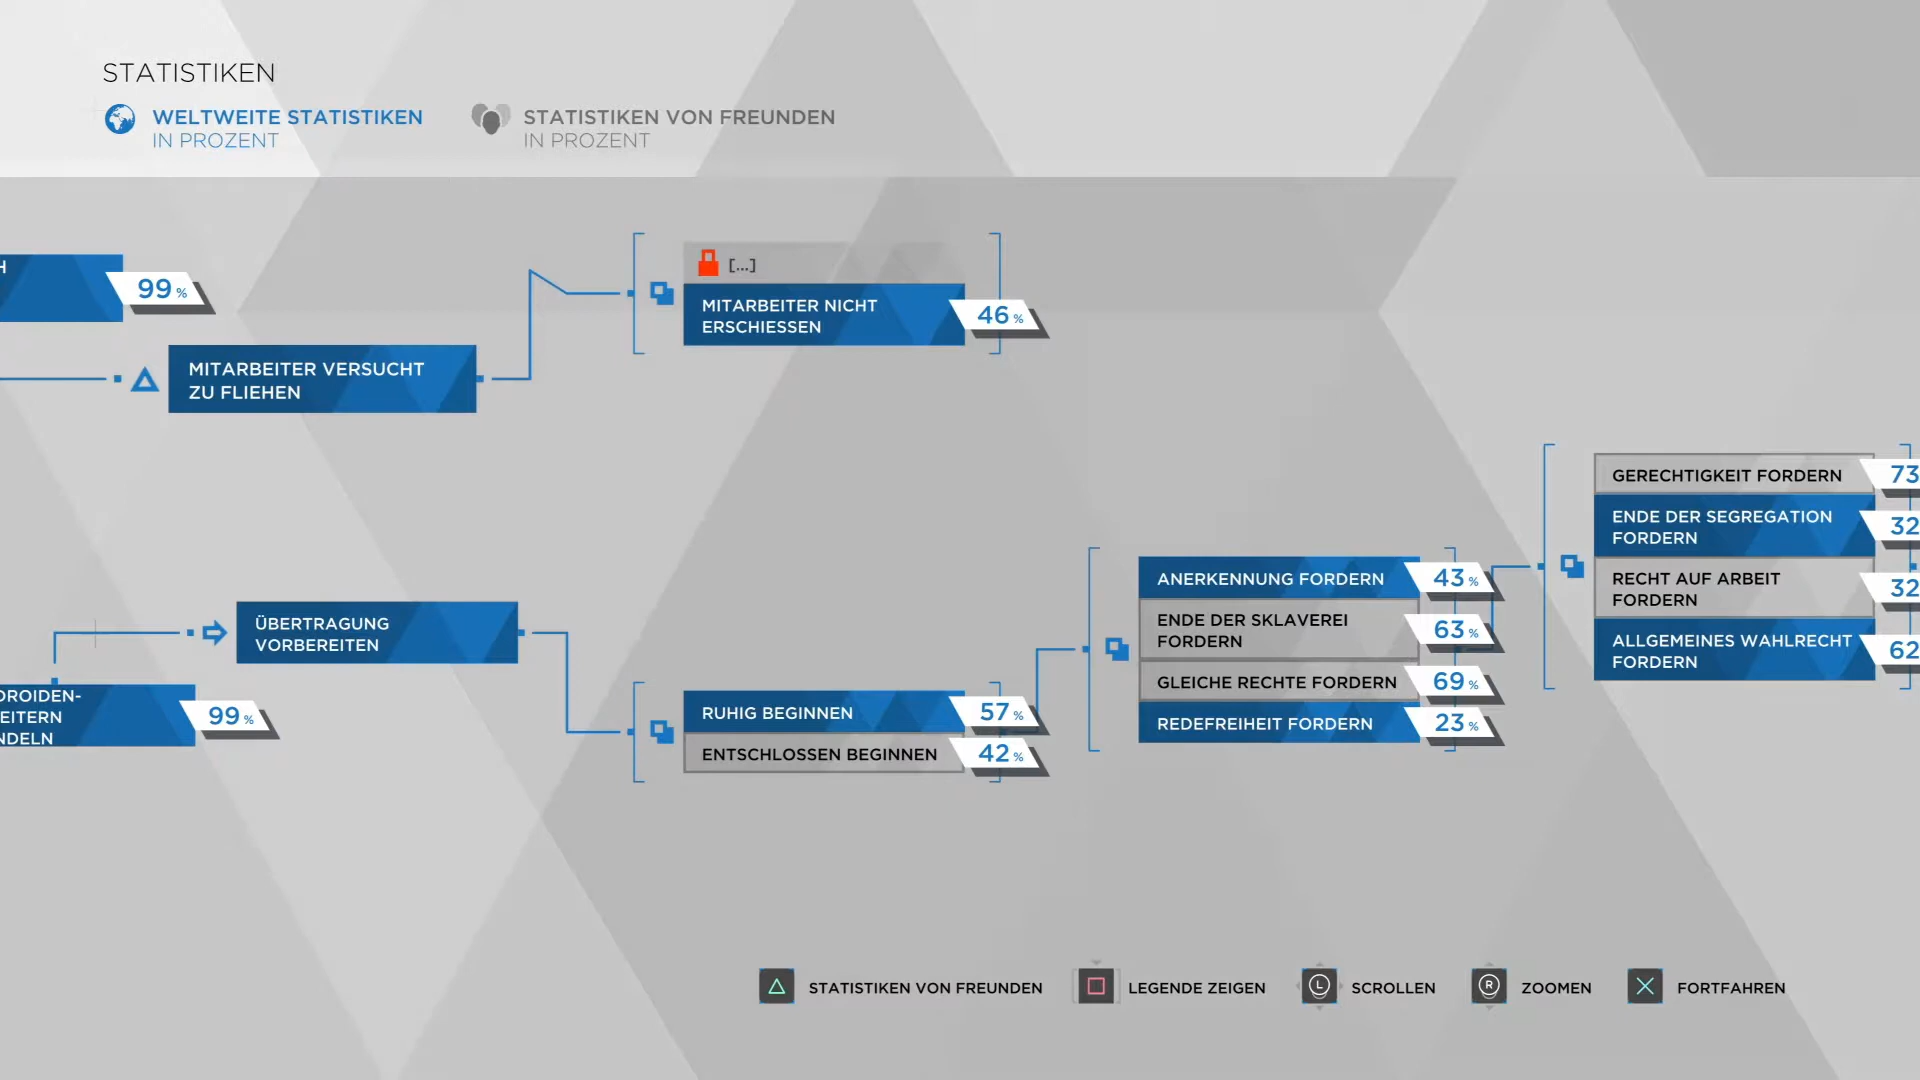 STATISTIKEN
WELTWEITE STATISTIKEN
IN PROZENT
STATISTIKEN VON FREUNDEN
IN PROZENT
H
99 %
[...]
MITARBEITER NICHT
ERSCHIESSEN
46 %
MITARBEITER VERSUCHT
ZU FLIEHEN
GERECHTIGKEIT FORDERN
73
ENDE DER SEGREGATION
FORDERN
32
RECHT AUF ARBEIT
FORDERN
32
ALLGEMEINES WAHLRECHT
FORDERN
62
ANERKENNUNG FORDERN
43 %
ENDE DER SKLAVEREI
FORDERN
63 %
GLEICHE RECHTE FORDERN
69 %
REDEFREIHEIT FORDERN
23 %
ÜBERTRAGUNG
VORBEREITEN
ROIDEN-
EITERN
NDELN
99 %
RUHIG BEGINNEN
57 %
ENTSCHLOSSEN BEGINNEN
42 %
STATISTIKEN VON FREUNDEN
LEGENDE ZEIGEN
L
SCROLLEN
R
ZOOMEN
FORTFAHREN